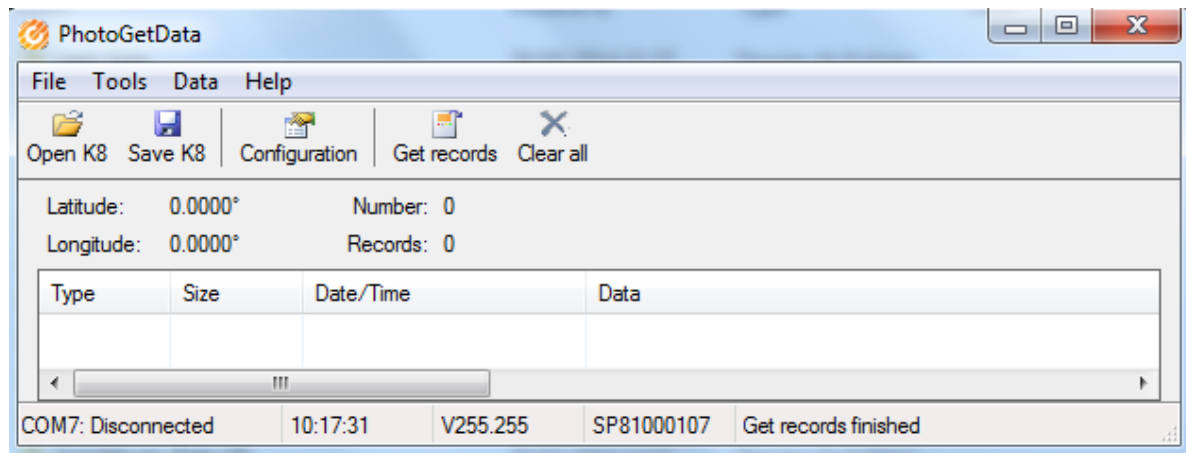 PhotoGetData
File Tools Data Help
Open K8 Save K8 Configuration Get records Clear all
Latitude: 0.0000° Number: 0
Longitude: 0.0000° Records: 0
Type Size Date/Time Data
COM7: Disconnected 10:17:31 V255.255 SP81000107 Get records finished